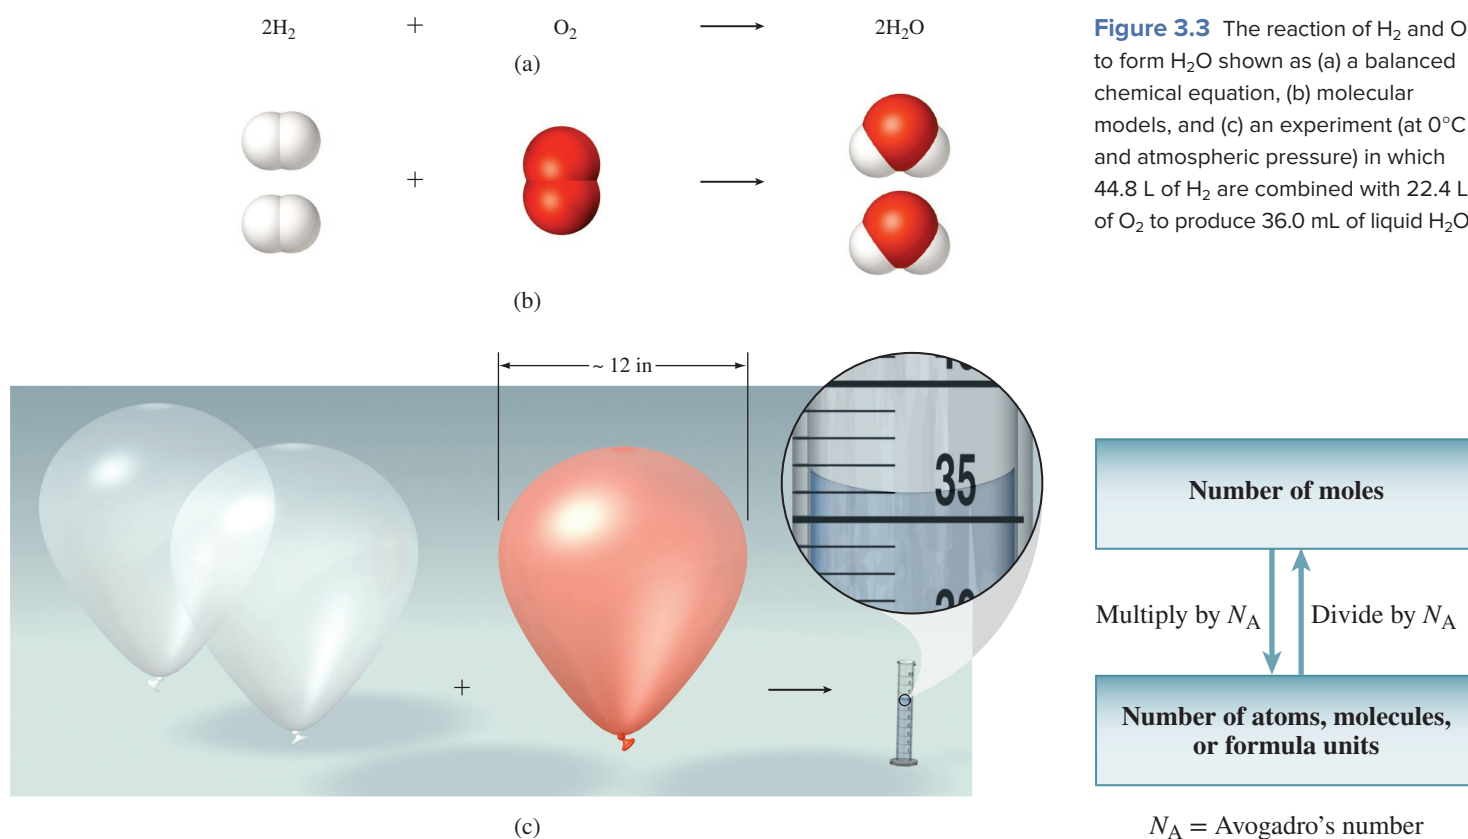 2H₂ + O₂ ⟶ 2H₂O
(a)
+ ⟶
(b)
~ 12 in
35
+ ⟶
(c)
Figure 3.3 The reaction of H₂ and O
to form H₂O shown as (a) a balanced
chemical equation, (b) molecular
models, and (c) an experiment (at 0°C
and atmospheric pressure) in which
44.8 L of H₂ are combined with 22.4 L
of O₂ to produce 36.0 mL of liquid H₂O
Number of moles
Multiply by N_A Divide by N_A
Number of atoms, molecules,
or formula units
N_A = Avogadro’s number